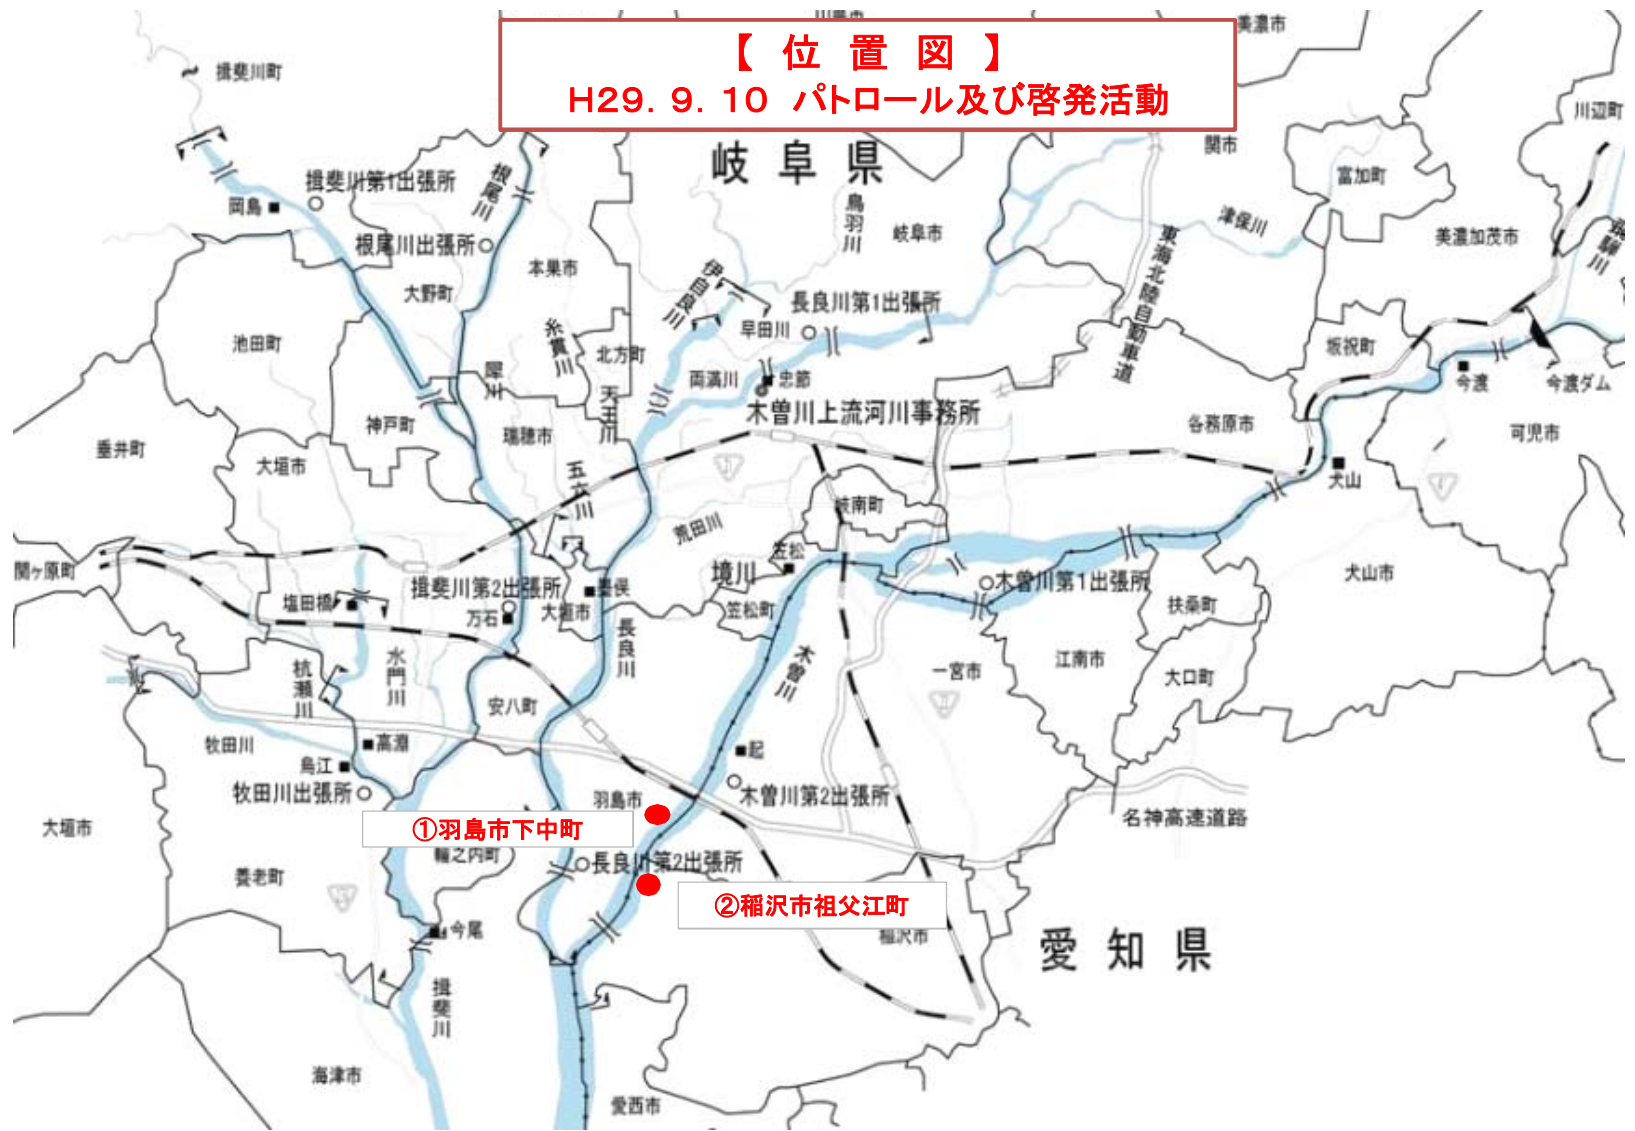 【 位 置 図 】
H29. 9. 10 パトロール及び啓発活動
美濃市
揖斐川町
川辺町
関市
岐 阜 県
富加町
根尾川
揖斐川第1出張所
岡島
鳥羽川
津保川
岐阜市
東海北陸自動車道
美濃加茂市
根尾川出張所
本巣市
伊自良川
大野町
長良川第1出張所
早田川
糸貫川
北方町
池田町
坂祝町
犀川
両満川
忠節
今渡
今渡ダム
天王川
木曽川上流河川事務所
神戸町
瑞穂市
各務原市
可児市
垂井町
大垣市
五六川
犬山
岐南町
荒田川
関ヶ原町
笠松
境川
揖斐川第2出張所
木曽川第1出張所
犬山市
塩田橋
墨俣
万石
大垣市
笠松町
扶桑町
長良川
水門川
杭瀬川
木曽川
一宮市
江南市
大口町
安八町
牧田川
高淵
烏江
起
牧田川出張所
羽島市
木曽川第2出張所
名神高速道路
大垣市
①羽島市下中町
輪之内町
長良川第2出張所
養老町
②稲沢市祖父江町
今尾
稲沢市
愛 知 県
揖斐川
海津市
愛西市